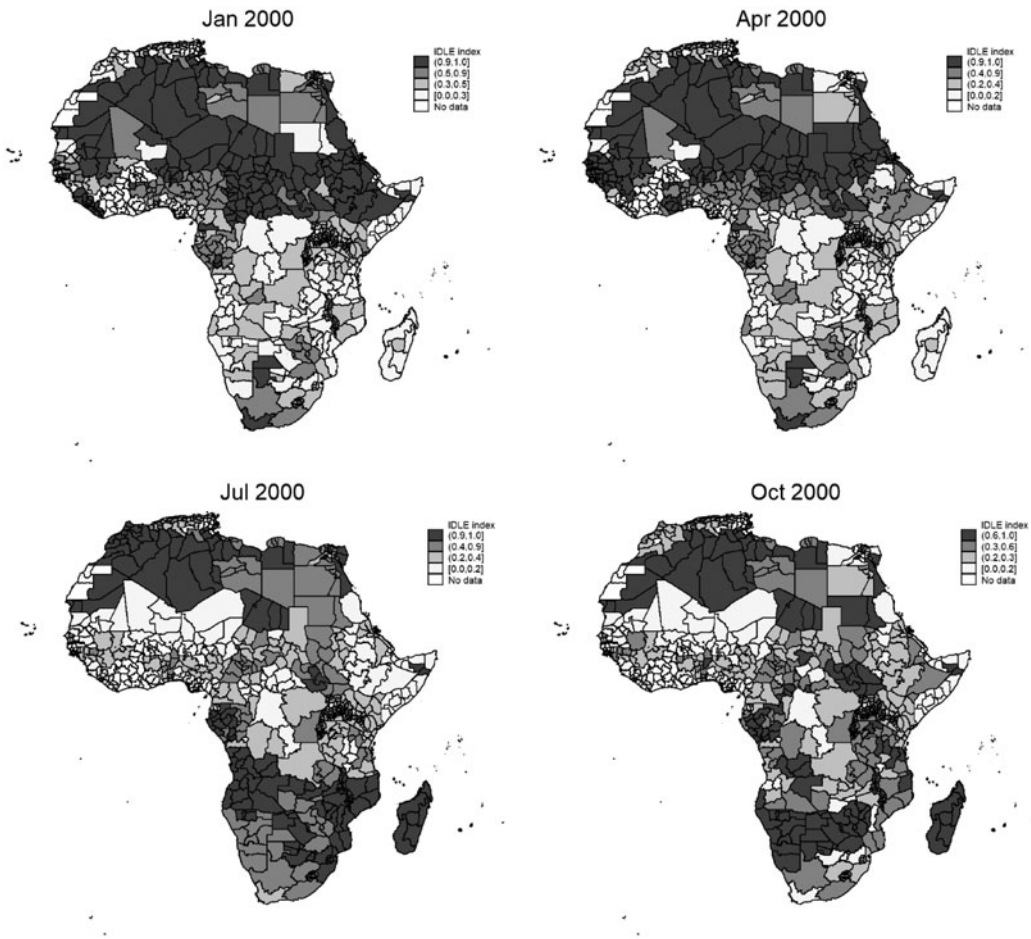 Jan 2000
IDLE index
(0.9,1.0]
(0.5,0.9]
(0.3,0.5]
[0.0,0.3]
No data
Apr 2000
IDLE index
(0.9,1.0]
(0.4,0.9]
(0.2,0.4]
[0.0,0.2]
No data
Jul 2000
IDLE index
(0.9,1.0]
(0.4,0.9]
(0.2,0.4]
[0.0,0.2]
No data
Oct 2000
IDLE index
(0.6,1.0]
(0.3,0.6]
(0.2,0.3]
[0.0,0.2]
No data